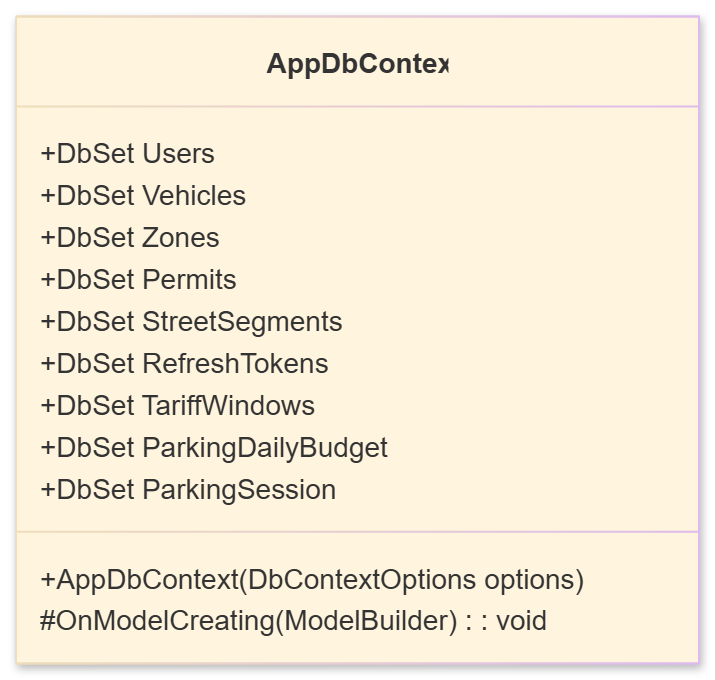 AppDbContex
+DbSet Users
+DbSet Vehicles
+DbSet Zones
+DbSet Permits
+DbSet StreetSegments
+DbSet RefreshTokens
+DbSet TariffWindows
+DbSet ParkingDailyBudget
+DbSet ParkingSession
+AppDbContext(DbContextOptions options)
#OnModelCreating(ModelBuilder) : : void